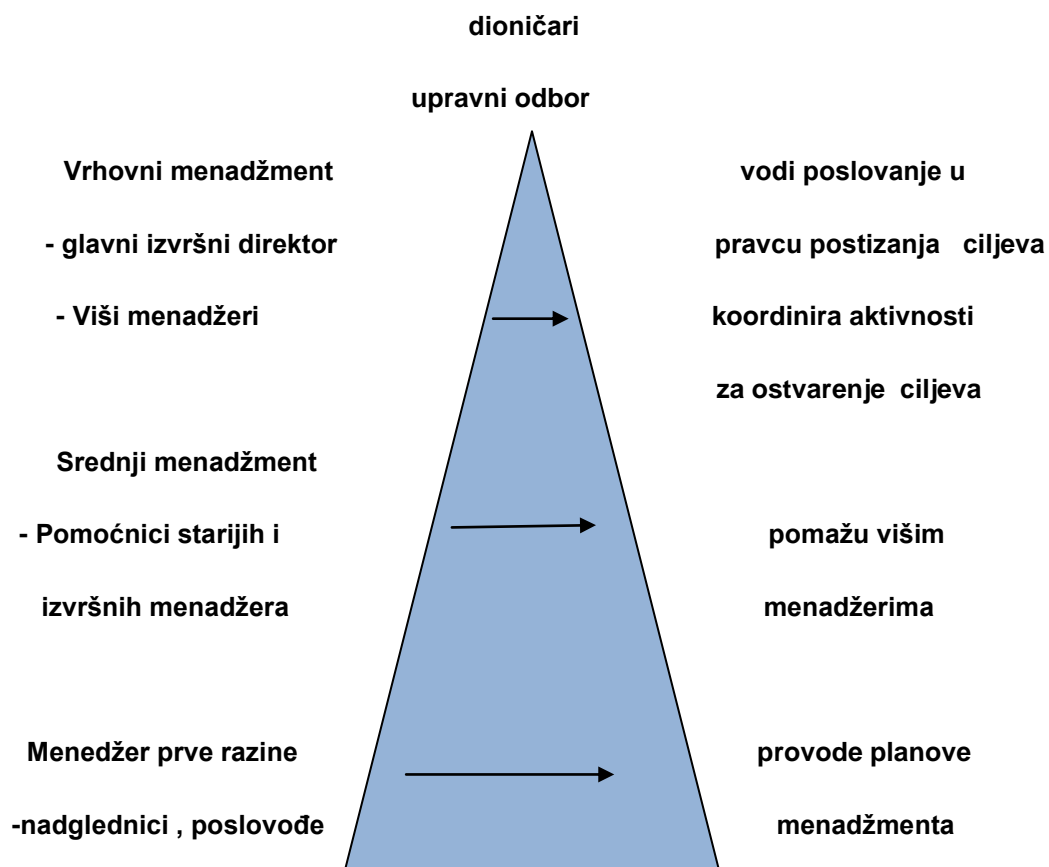 dioničari
upravni odbor
Vrhovni menadžment
- glavni izvršni direktor
- Viši menadžeri
vodi poslovanje u
pravcu postizanja ciljeva
koordinira aktivnosti
za ostvarenje ciljeva
Srednji menadžment
- Pomoćnici starijih i
izvršnih menadžera
pomažu višim
menadžerima
Menedžer prve razine
-nadglednici , poslovođe
provode planove
menadžmenta